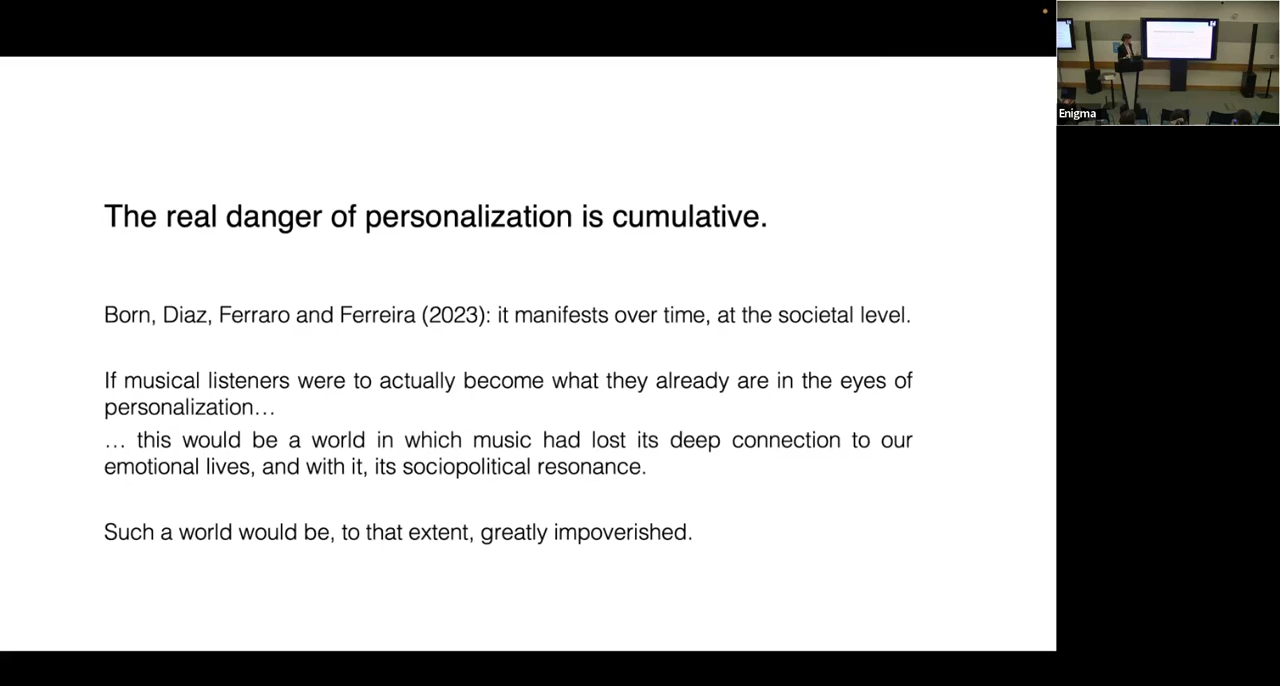 The real danger of personalization is cumulative.
Born, Diaz, Ferraro and Ferreira (2023): it manifests over time, at the societal level.
If musical listeners were to actually become what they already are in the eyes of
personalization…
… this would be a world in which music had lost its deep connection to our
emotional lives, and with it, its sociopolitical resonance.
Such a world would be, to that extent, greatly impoverished.
Enigma